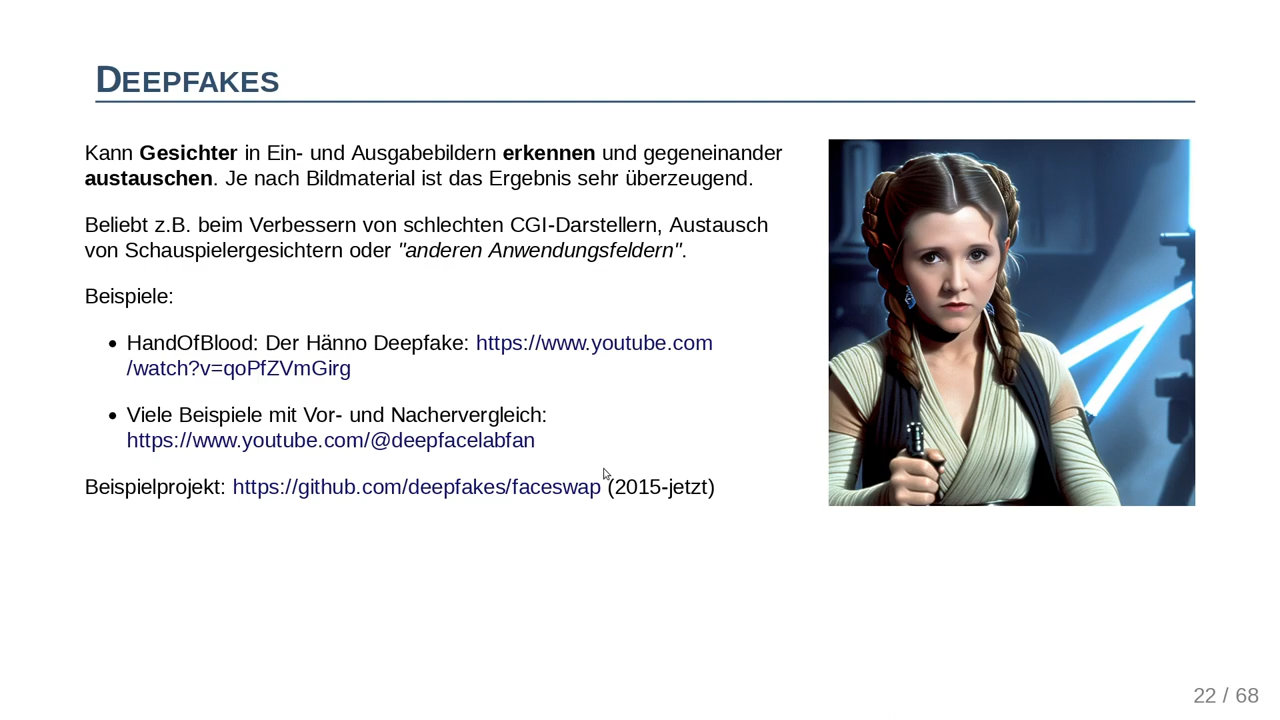 DEEPFAKES
Kann Gesichter in Ein- und Ausgabebildern erkennen und gegeneinander
austauschen. Je nach Bildmaterial ist das Ergebnis sehr überzeugend.
Beliebt z.B. beim Verbessern von schlechten CGI-Darstellern, Austausch
von Schauspielergesichtern oder "anderen Anwendungsfeldern".
Beispiele:
• HandOfBlood: Der Hänno Deepfake: https://www.youtube.com
/watch?v=qoPfZVmGirg
• Viele Beispiele mit Vor- und Nachervergleich:
https://www.youtube.com/@deepfacelabfan
Beispielprojekt: https://github.com/deepfakes/faceswap (2015-jetzt)
22 / 68